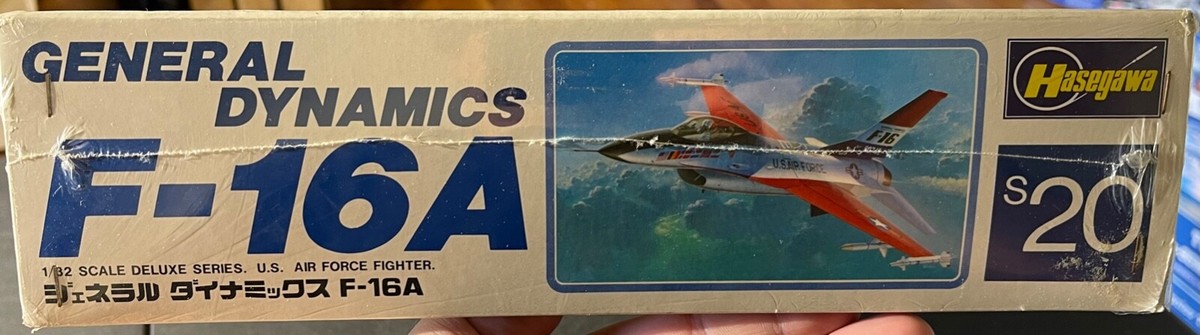 GENERAL
DYNAMICS
F-16A
1/32 SCALE DELUXE SERIES. U.S. AIR FORCE FIGHTER.
ジェネラル ダイナミックス F-16A
U.S. AIR FORCE
F-16
Hasegawa
S20